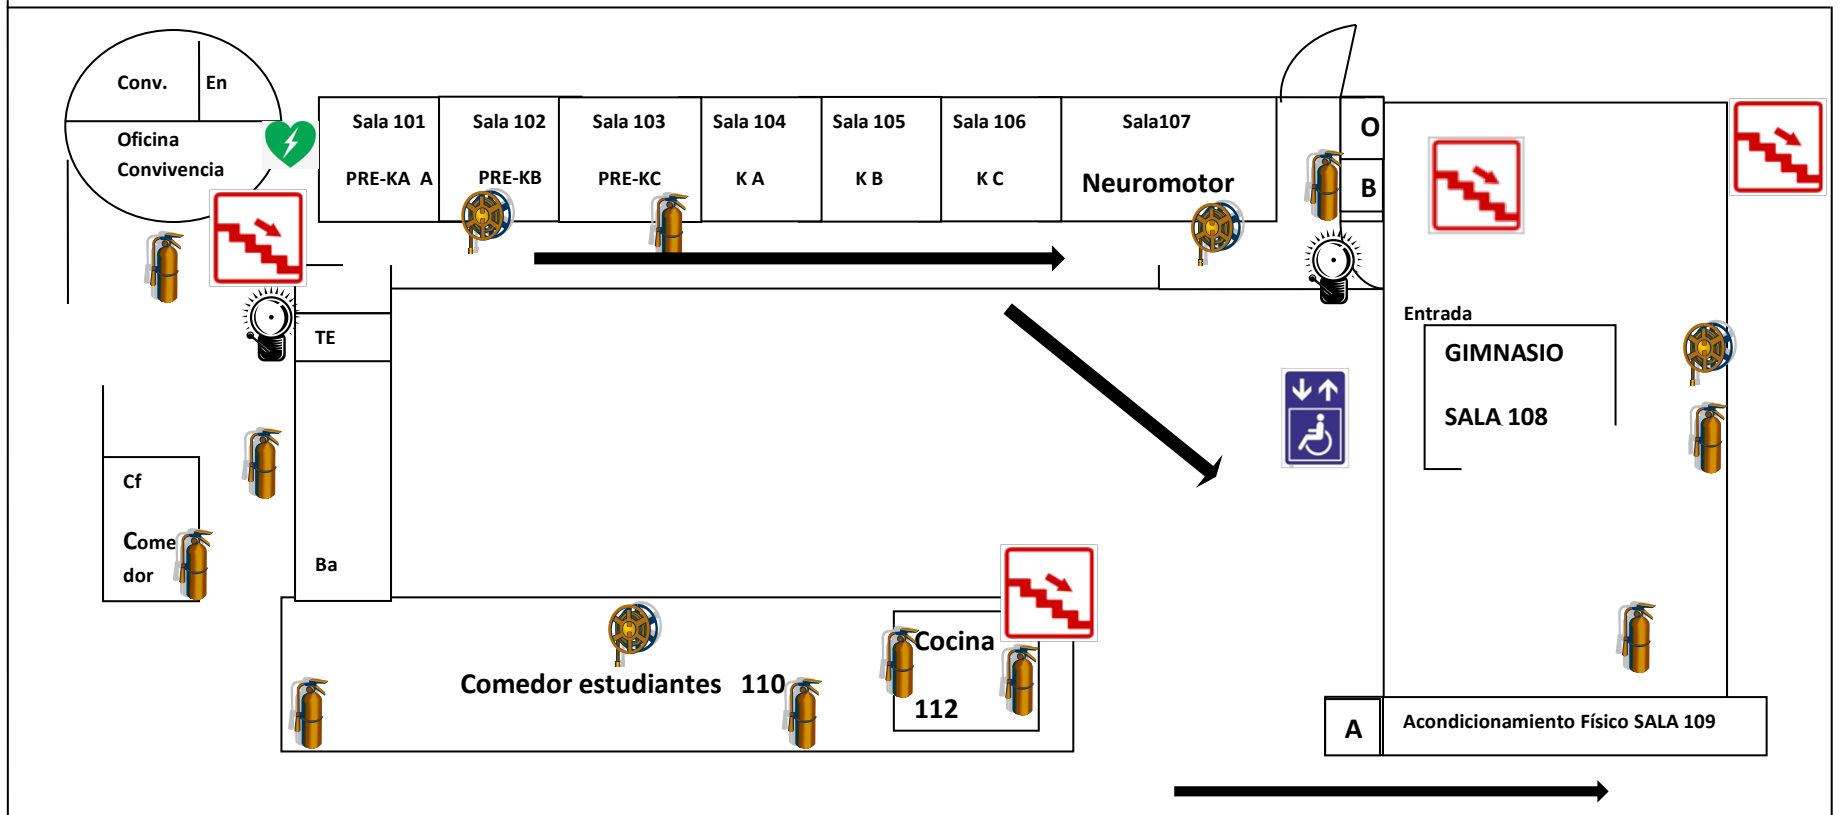 Conv.
En
Oficina
Convivencia
Sala 101
PRE-KA  A
Sala 102
PRE-KB
Sala 103
PRE-KC
Sala 104
K A
Sala 105
K B
Sala 106
K C
Sala107
Neuromotor
O
B
TE
Entrada
GIMNASIO
SALA 108
Cf
Come
dor
Ba
Comedor estudiantes   110
Cocina
112
A
Acondicionamiento Físico SALA 109